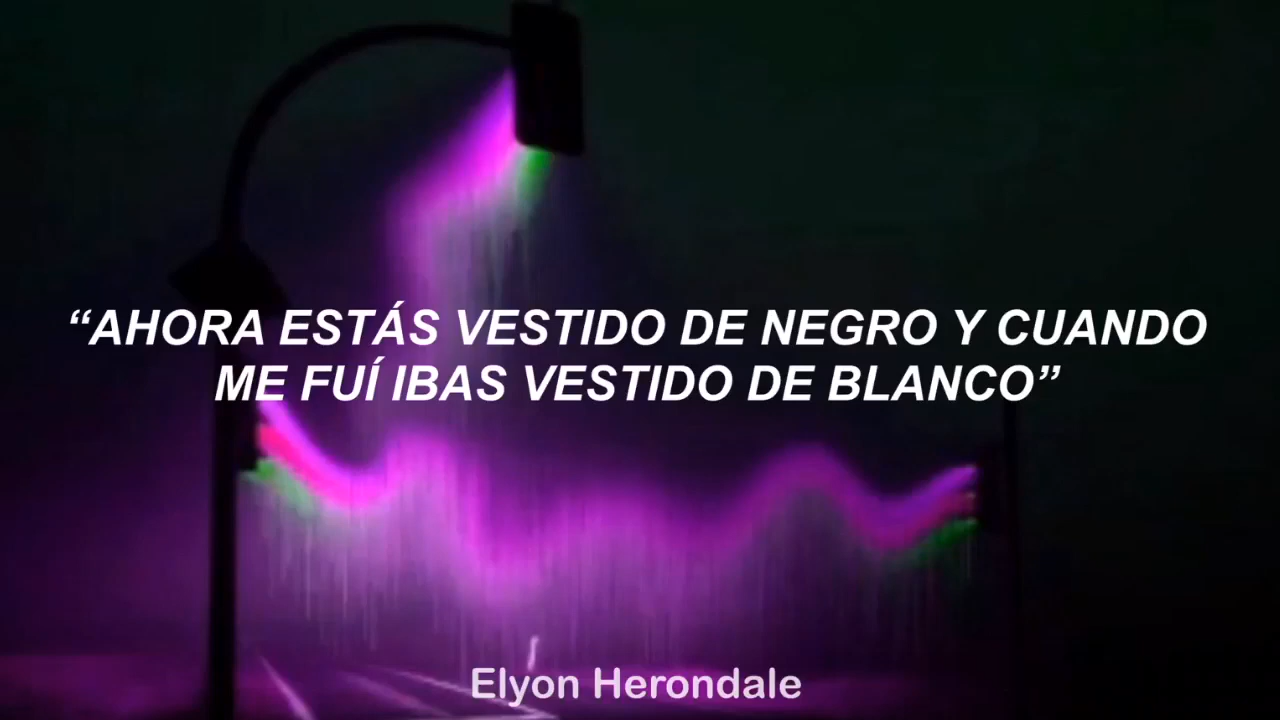 “AHORA ESTÁS VESTIDO DE NEGRO Y CUANDO
ME FUÍ IBAS VESTIDO DE BLANCO”
Elyon Herondale